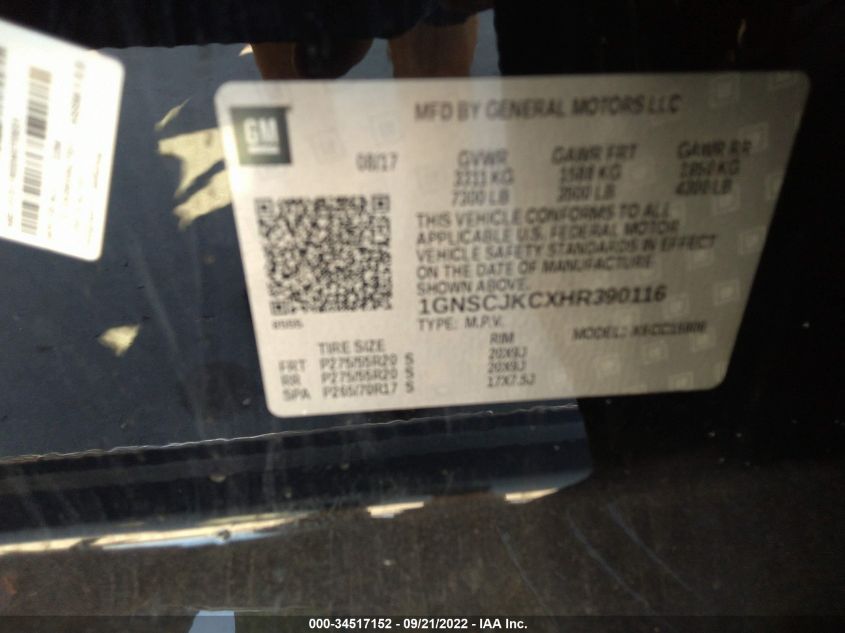 GM
MFD BY GENERAL MOTORS LLC
08/17
GVWR GAWR FRT GAWR RR
3311 KG 1588 KG 1950 KG
7300 LB 3500 LB 4300 LB
THIS VEHICLE CONFORMS TO ALL
APPLICABLE U.S. FEDERAL MOTOR
VEHICLE SAFETY STANDARDS IN EFFECT
ON THE DATE OF MANUFACTURE
SHOWN ABOVE.
1GNSCJKCXHR390116
TYPE: M.P.V. MODEL:
TIRE SIZE RIM
FRT P275/55R20 S 20X9J
RR P275/55R20 S 20X9J
SPA P265/70R17 S 17X7.5J
000-34517152 - 09/21/2022 - IAA Inc.